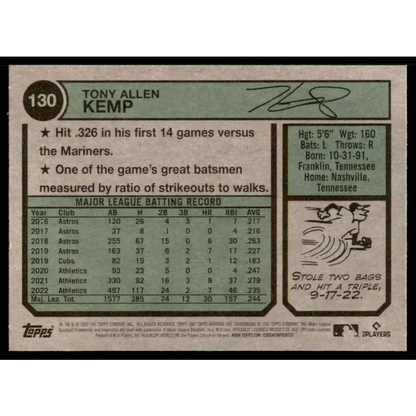 130
TONY ALLEN
KEMP
★ Hit .326 in his first 14 games versus
the Mariners.
★ One of the game's great batsmen
measured by ratio of strikeouts to walks.
Hgt: 5'6" Wgt: 160
Bats: L Throws: R
Born: 10-31-91,
Franklin, Tennessee
Home: Nashville,
Tennessee
MAJOR LEAGUE BATTING RECORD
Year Club AB H 2B 3B HR RBI AVG
2016 Astros 120 26 4 3 1 7 .217
2017 Astros 37 8 1 0 0 4 .216
2018 Astros 255 67 15 0 6 30 .263
2019 Astros 163 37 6 2 7 17 .227
2019 Cubs 82 15 3 2 1 12 .183
2020 Athletics 93 23 5 0 0 4 .247
2021 Athletics 330 92 16 3 8 37 .279
2022 Athletics 497 117 24 2 7 46 .235
Maj. Lea. Tot. 1577 385 74 12 30 157 .244
STOLE TWO BAGS
AND HIT A TRIPLE,
9-17-22.
TOPPS
MLB
PLAYERS